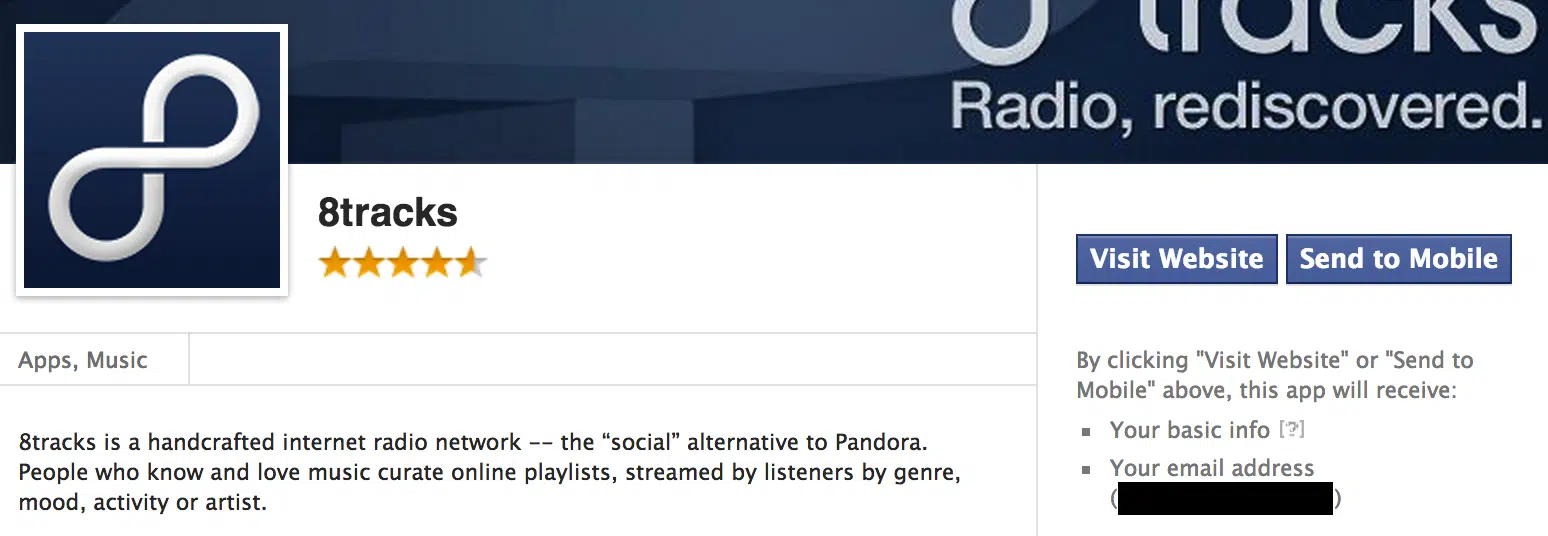 8tracks
Radio, rediscovered.
8tracks
Visit Website
Send to Mobile
Apps, Music
8tracks is a handcrafted internet radio network -- the “social” alternative to Pandora.
People who know and love music curate online playlists, streamed by listeners by genre,
mood, activity or artist.
By clicking "Visit Website" or "Send to
Mobile" above, this app will receive:
Your basic info [?]
Your email address
( )